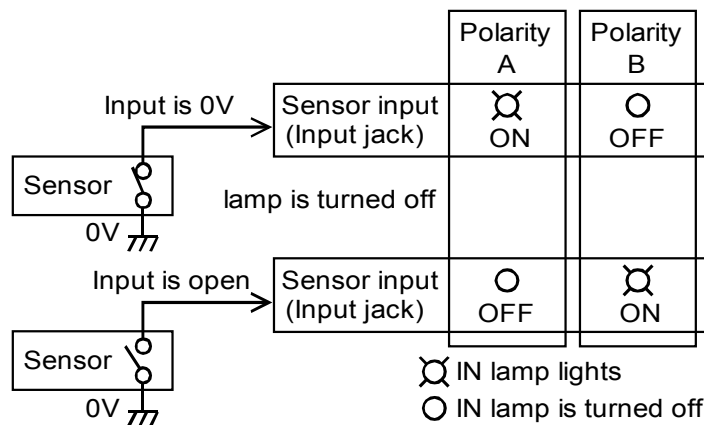 Polarity
A
Polarity
B
Input is 0V
Sensor input
(Input jack)
ON
OFF
Sensor
0V
lamp is turned off
Input is open
Sensor input
(Input jack)
OFF
ON
Sensor
0V
IN lamp lights
IN lamp is turned off